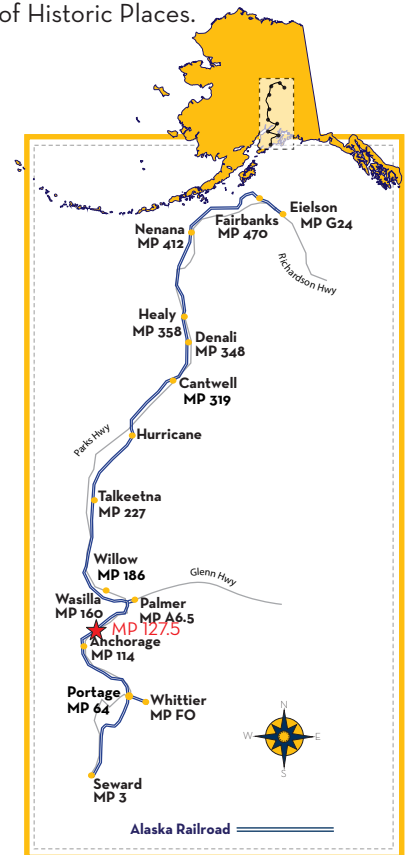 of Historic Places.
Eielson
MP G24
Fairbanks
MP 470
Nenana
MP 412
Richardson Hwy
Healy
MP 358
Denali
MP 348
Cantwell
MP 319
Parks Hwy
Hurricane
Talkeetna
MP 227
Willow
MP 186
Glenn Hwy
Wasilla
MP 160
Palmer
MP A6.5
MP 127.5
Anchorage
MP 114
Portage
MP 64
Whittier
MP FO
N
W
E
S
Seward
MP 3
Alaska Railroad